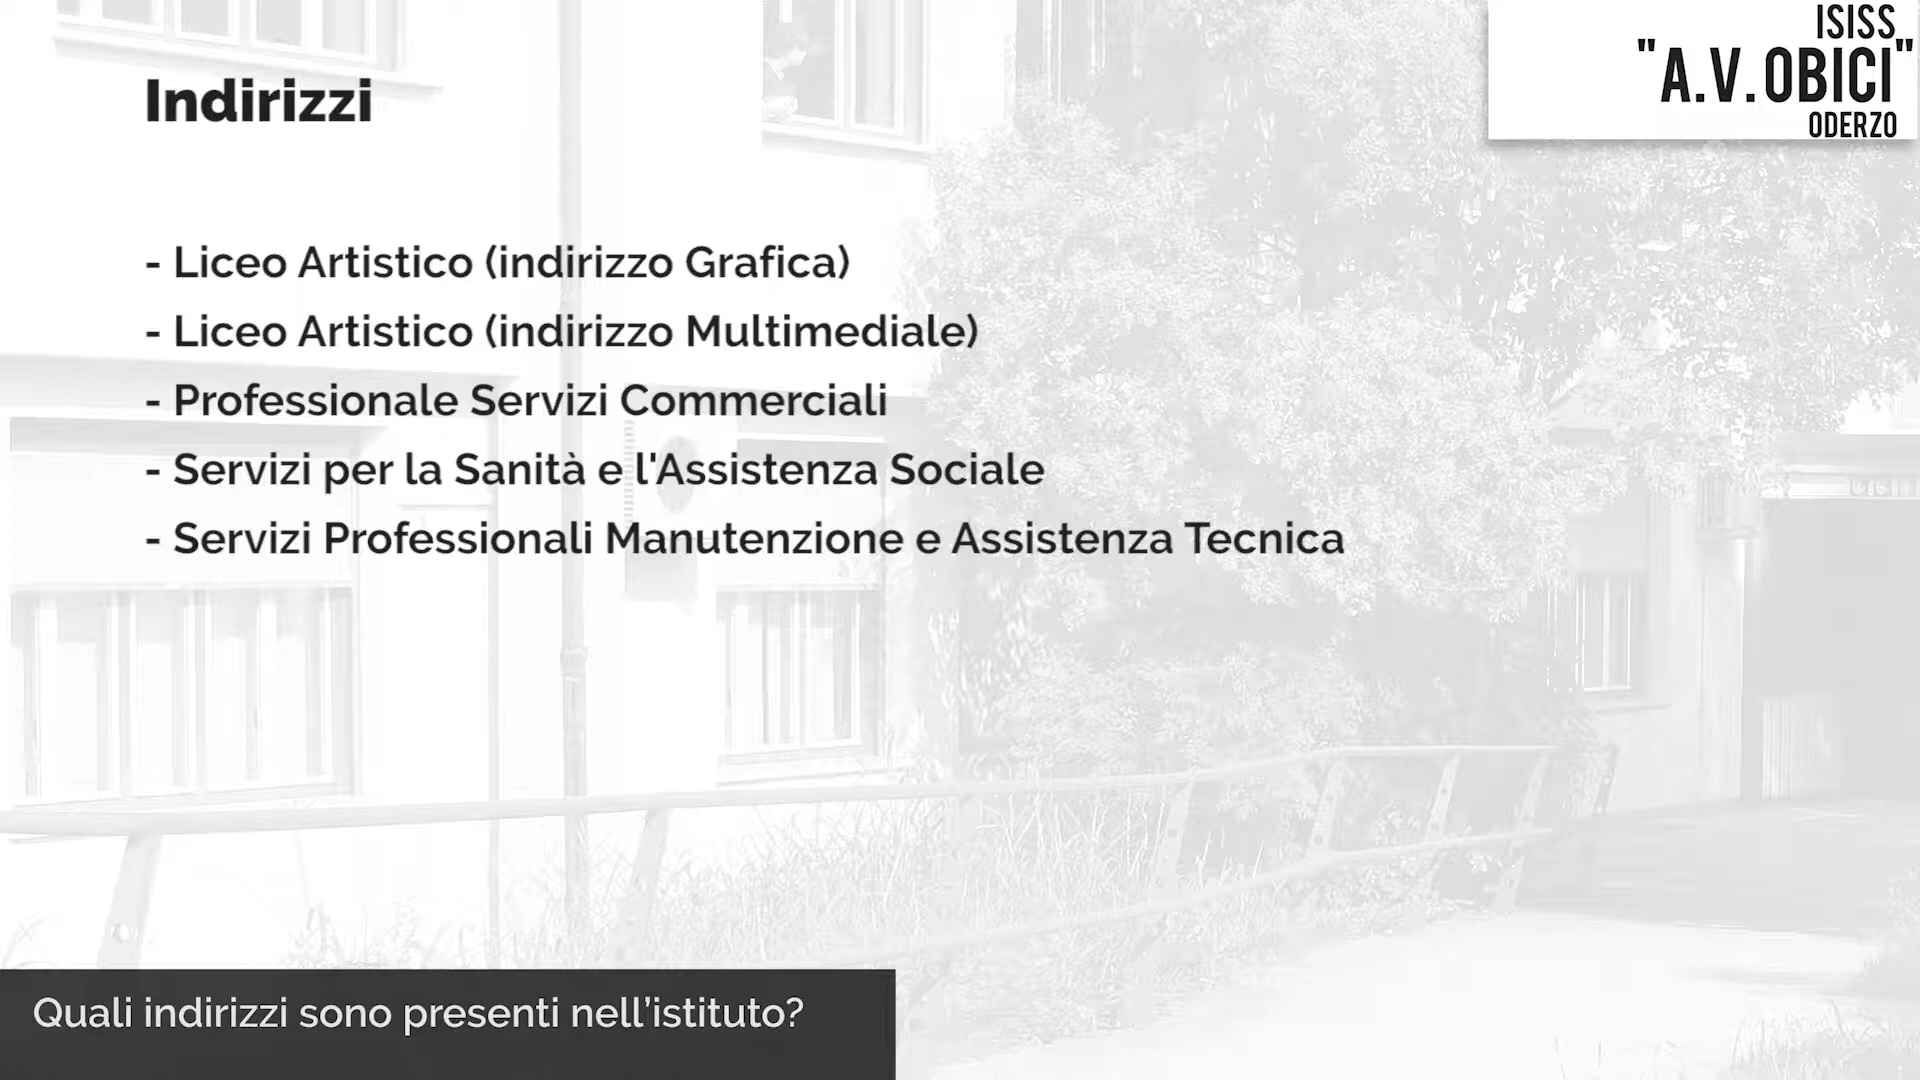 ISISS
"A.V. OBICI"
ODERZO
Indirizzi
- Liceo Artistico (indirizzo Grafica)
- Liceo Artistico (indirizzo Multimediale)
- Professionale Servizi Commerciali
- Servizi per la Sanità e l'Assistenza Sociale
- Servizi Professionali Manutenzione e Assistenza Tecnica
Quali indirizzi sono presenti nell’istituto?